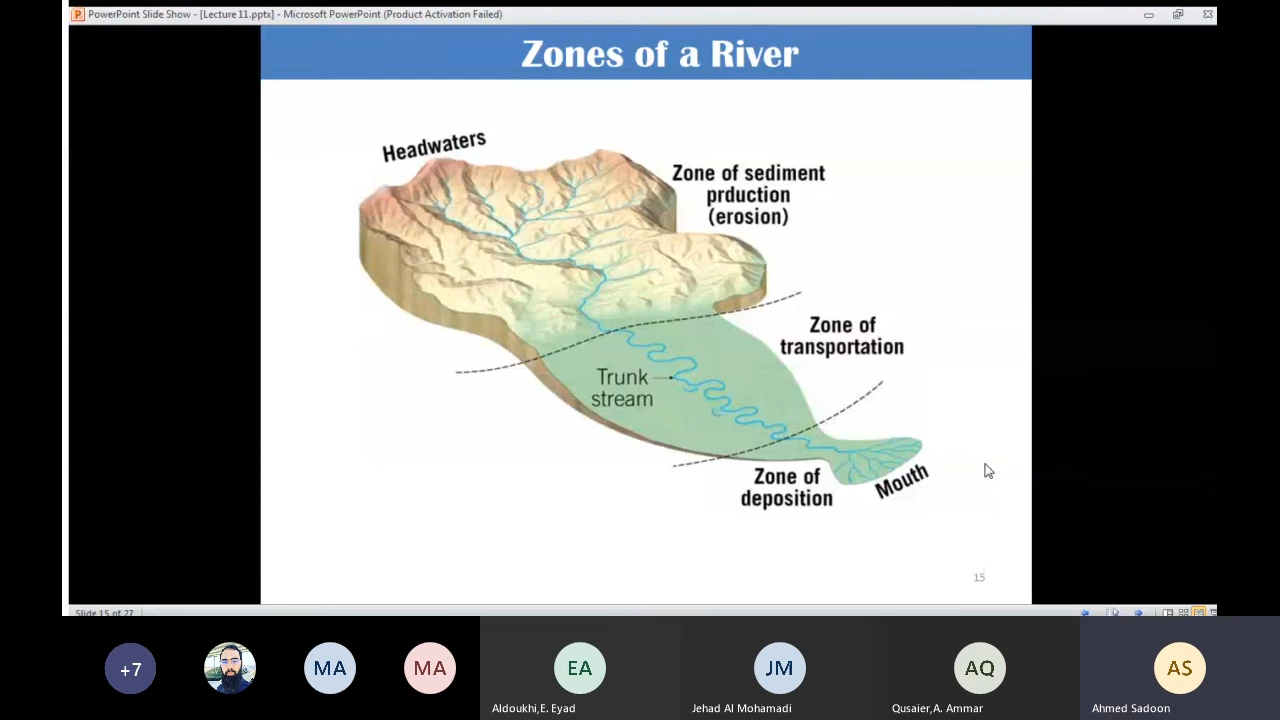 PowerPoint Slide Show - [Lecture 11.pptx] - Microsoft PowerPoint (Product Activation Failed)
Zones of a River
Headwaters
Zone of sediment
prduction
(erosion)
Zone of
transportation
Trunk
stream
Zone of
deposition
Mouth
15
Slide 15 of 27
+7
MA
MA
EA
JM
AQ
AS
Aldoukhi,E. Eyad
Jehad Al Mohamadi
Qusaier,A. Ammar
Ahmed Sadoon